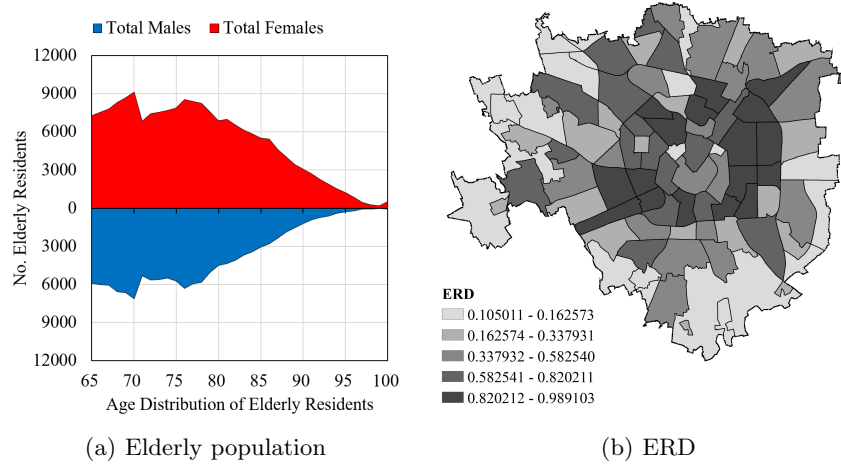 Total Males Total Females
12000
9000
6000
3000
0
3000
6000
9000
12000
No. Elderly Residents
65 70 75 80 85 90 95 100
Age Distribution of Elderly Residents
(a) Elderly population
ERD
0.105011 - 0.162573
0.162574 - 0.337931
0.337932 - 0.582540
0.582541 - 0.820211
0.820212 - 0.989103
(b) ERD